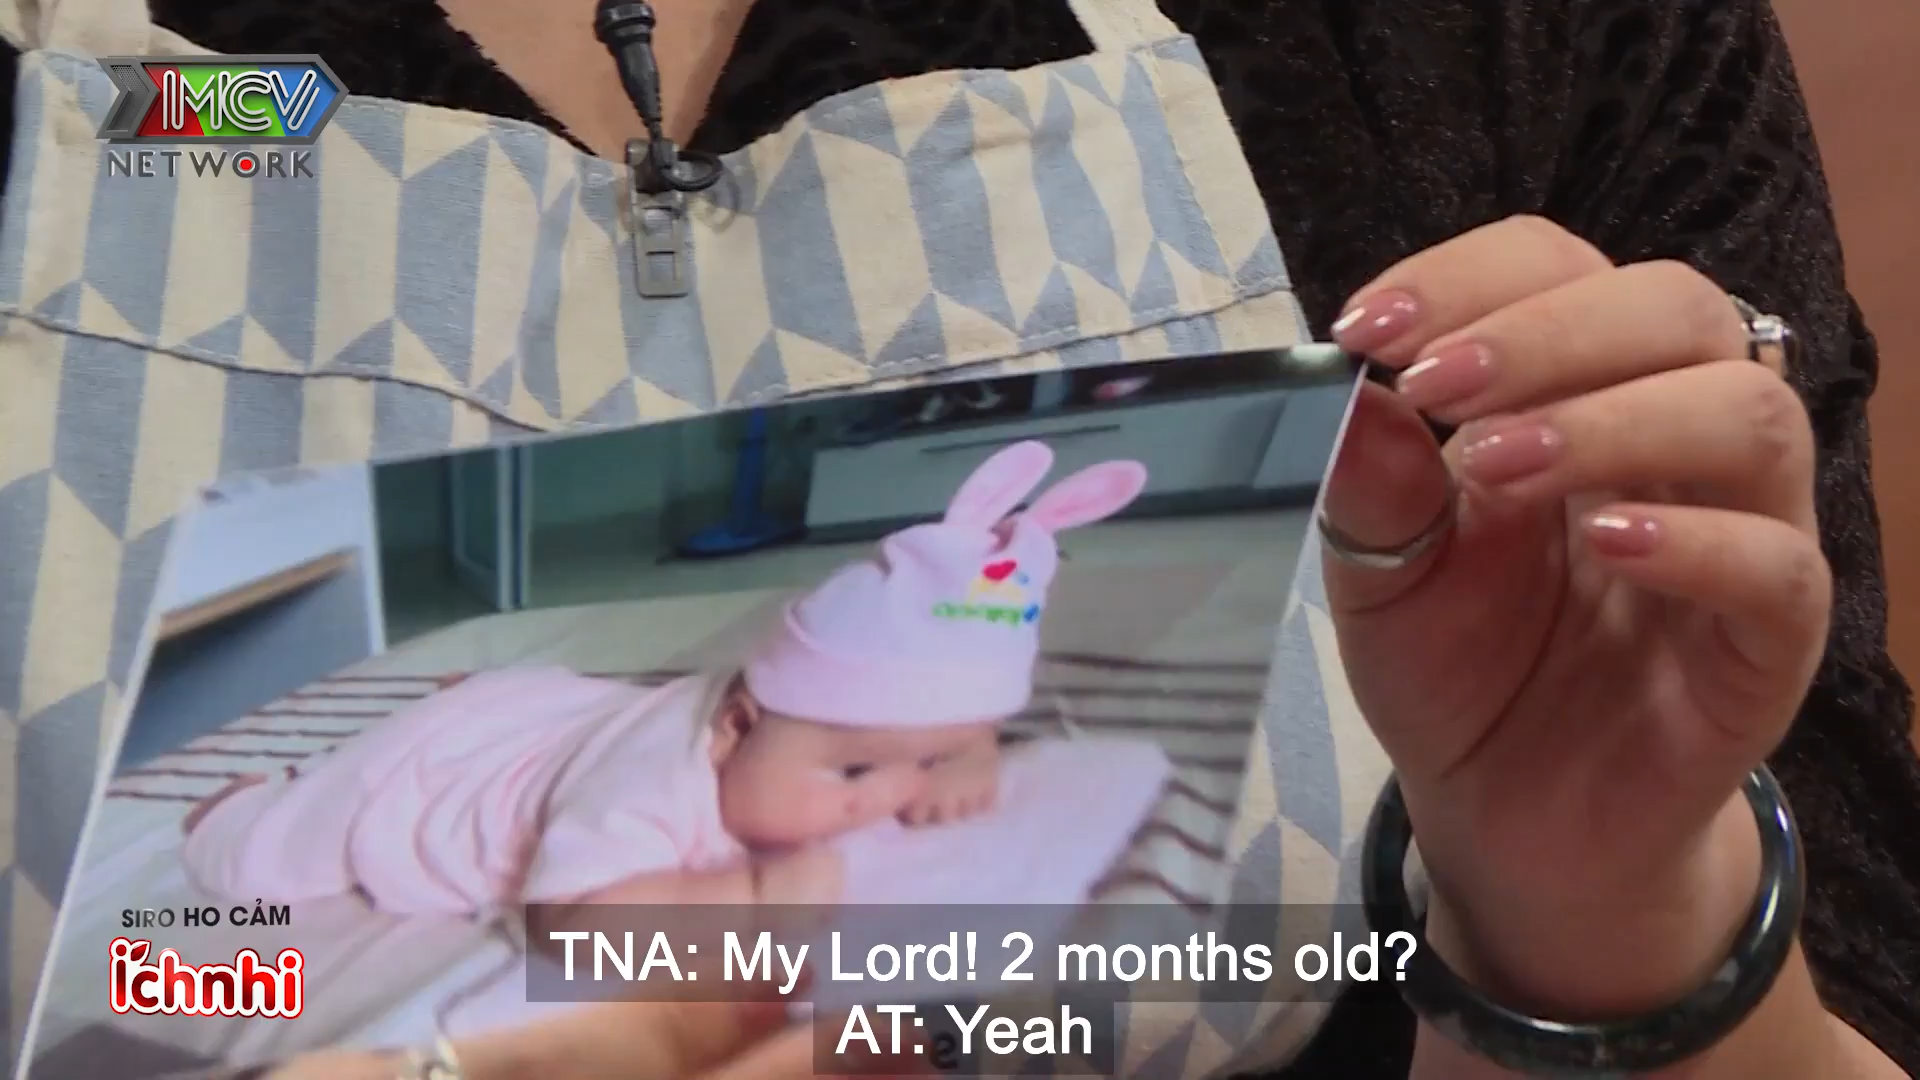 MCV
NETWORK
SIRO HO CẢM
ichnhi
TNA: My Lord! 2 months old?
AT: Yeah